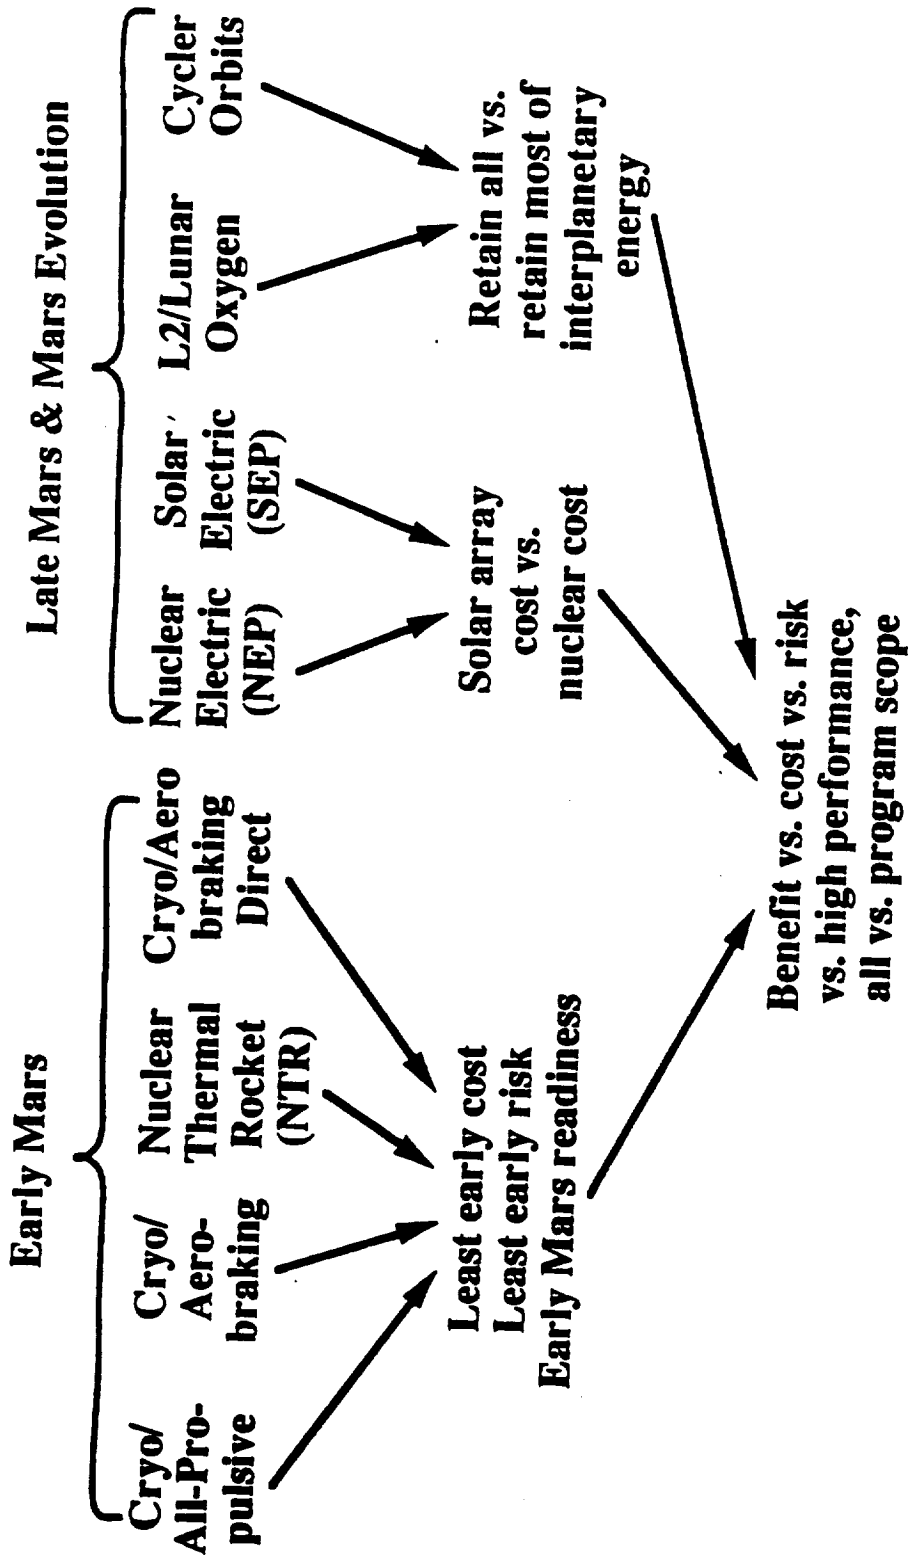 Early Mars
Late Mars & Mars Evolution
Cryo/
All-Pro-
pulsive
Cryo/
Aero-
braking
Nuclear
Thermal
Rocket
(NTR)
Cryo/Aero
braking
Direct
Nuclear
Electric
(NEP)
Solar
Electric
(SEP)
L2/Lunar
Oxygen
Cycler
Orbits
Least early cost
Least early risk
Early Mars readiness
Solar array
cost vs.
nuclear cost
Retain all vs.
retain most of
interplanetary
energy
Benefit vs. cost vs. risk
vs. high performance,
all vs. program scope